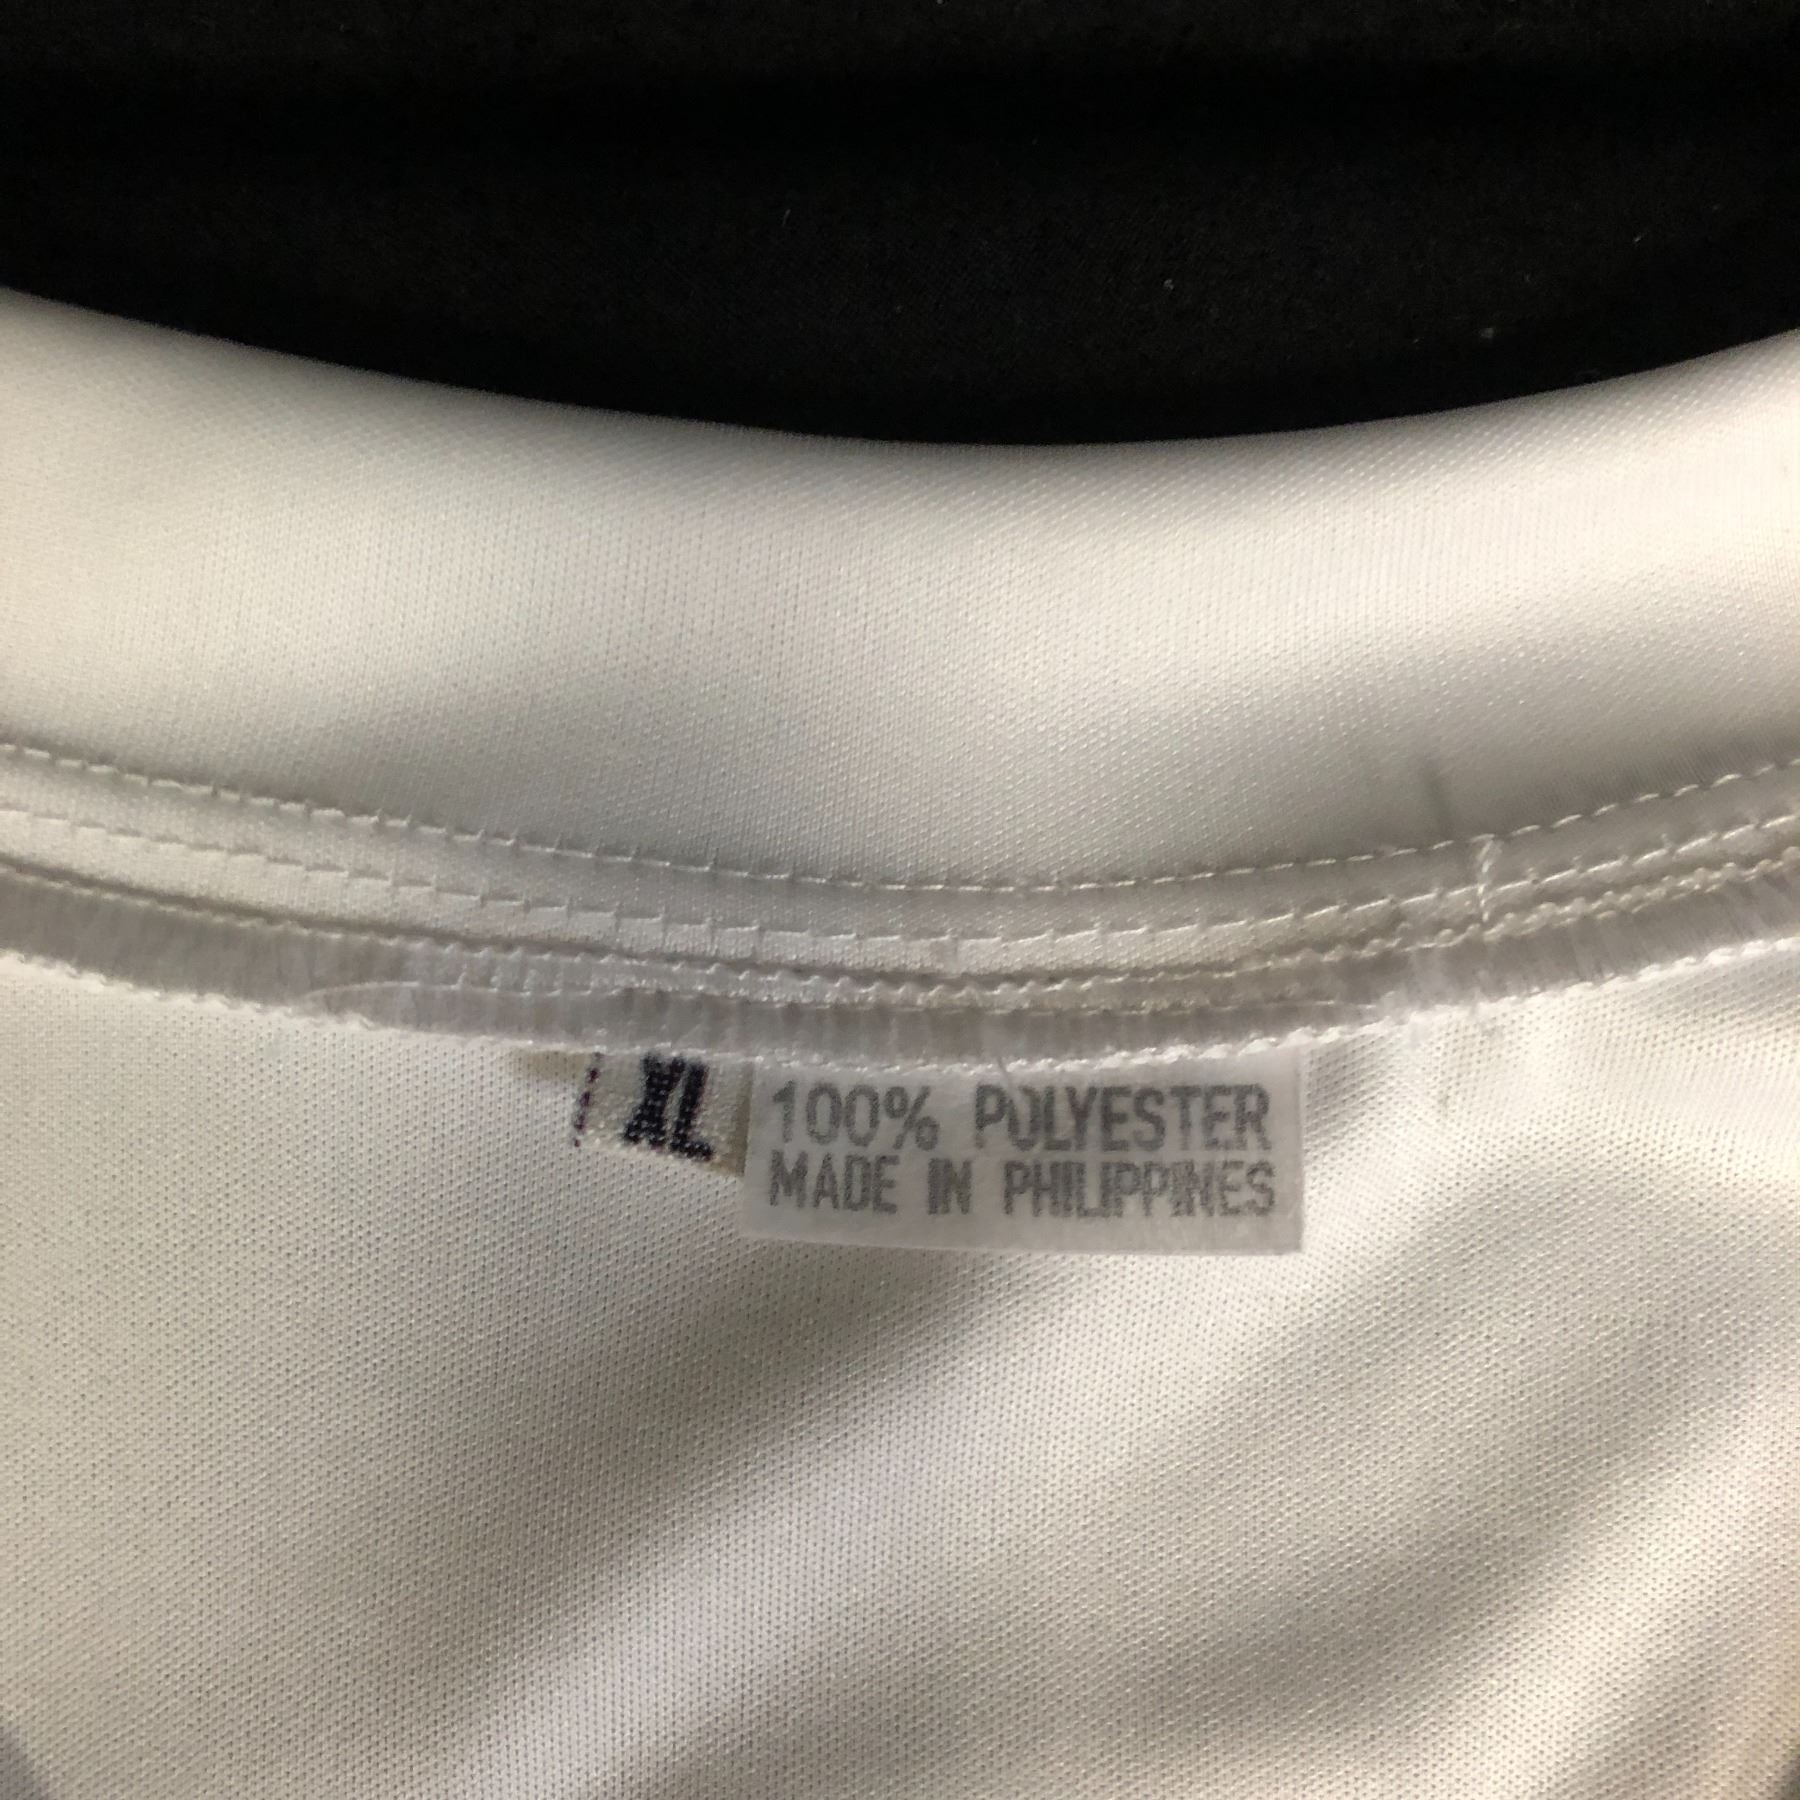 XL
100% POLYESTER
MADE IN PHILIPPINES